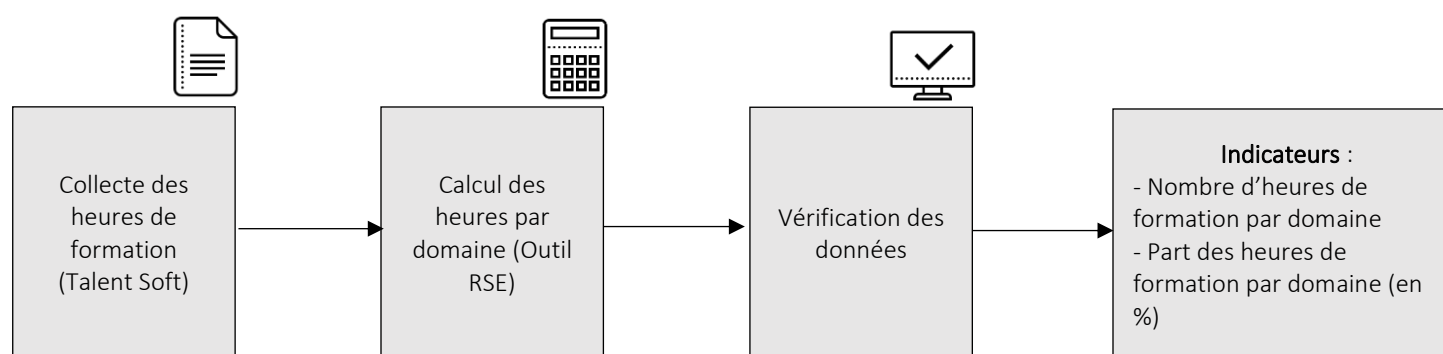 Collecte des
heures de
formation
(Talent Soft)
Calcul des
heures par
domaine (Outil
RSE)
Vérification des
données
Indicateurs :
- Nombre d’heures de
formation par domaine
- Part des heures de
formation par domaine (en
%)